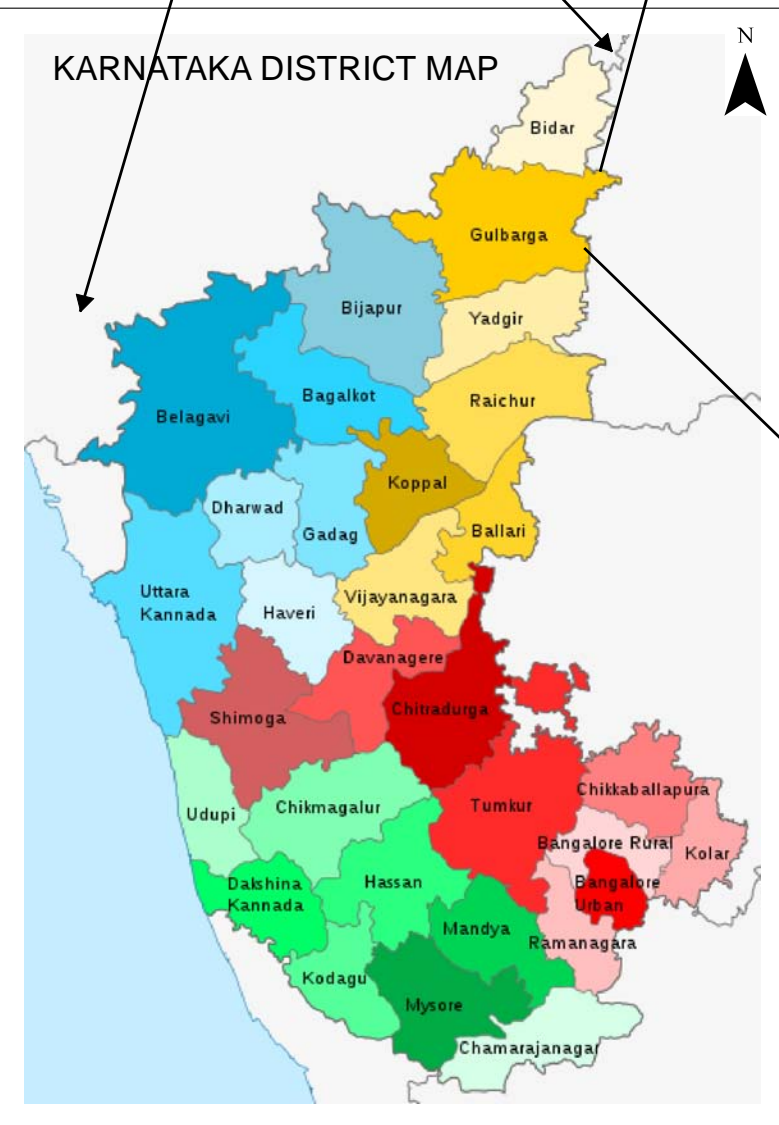 N
KARNATAKA DISTRICT MAP
Bidar
Gulbarga
Bijapur
Yadgir
Bagalkot
Raichur
Belagavi
Koppal
Dharwad
Gadag
Ballari
Uttara
Kannada
Haveri
Vijayanagara
Davanagere
Shimoga
Chitradurga
Chikkaballapura
Udupi
Chikmagalur
Tumkur
Bangalore Rural
Kolar
Dakshina
Kannada
Hassan
Bangalore
Urban
Mandya
Ramanagara
Kodagu
Mysore
Chamarajanagar